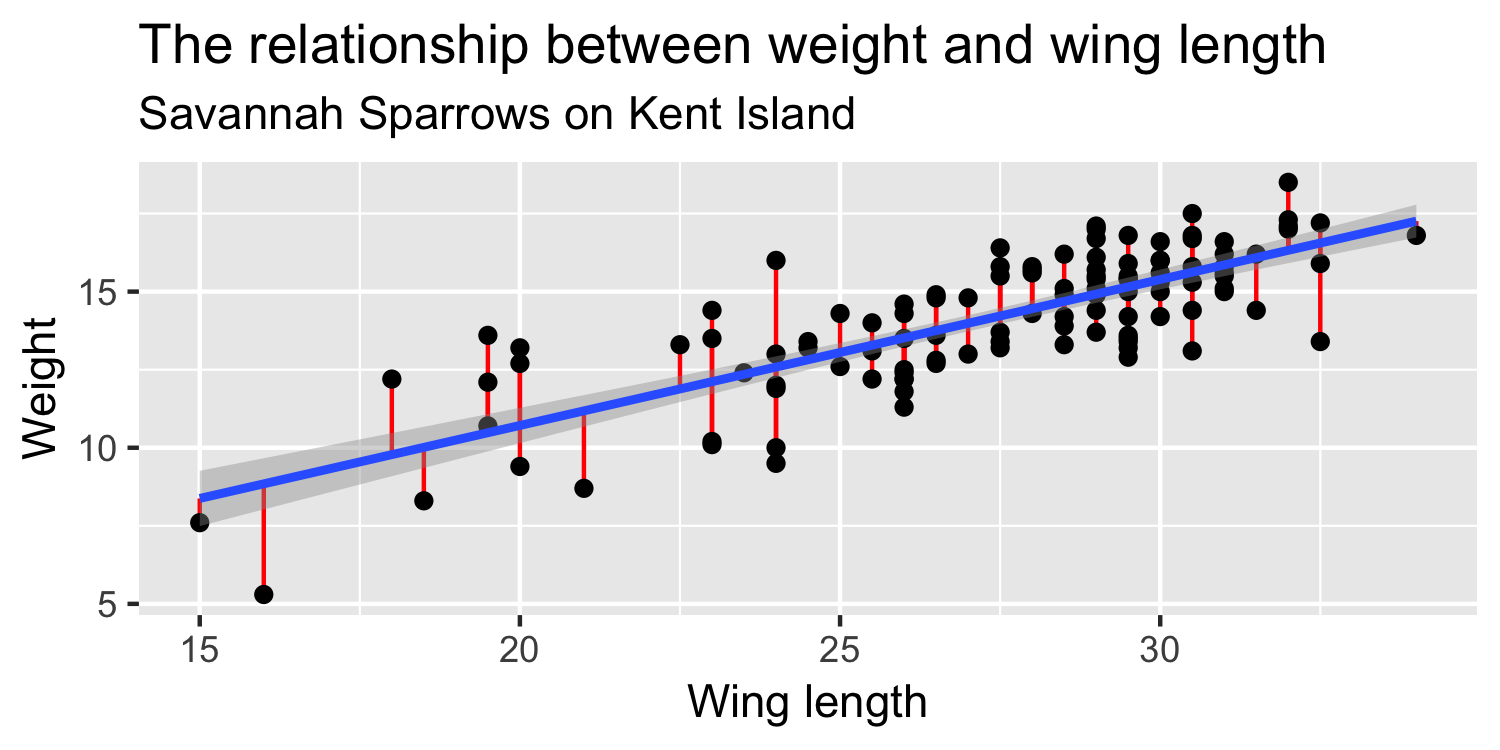 The relationship between weight and wing length
Savannah Sparrows on Kent Island
Weight
15
10
5
15 20 25 30
Wing length